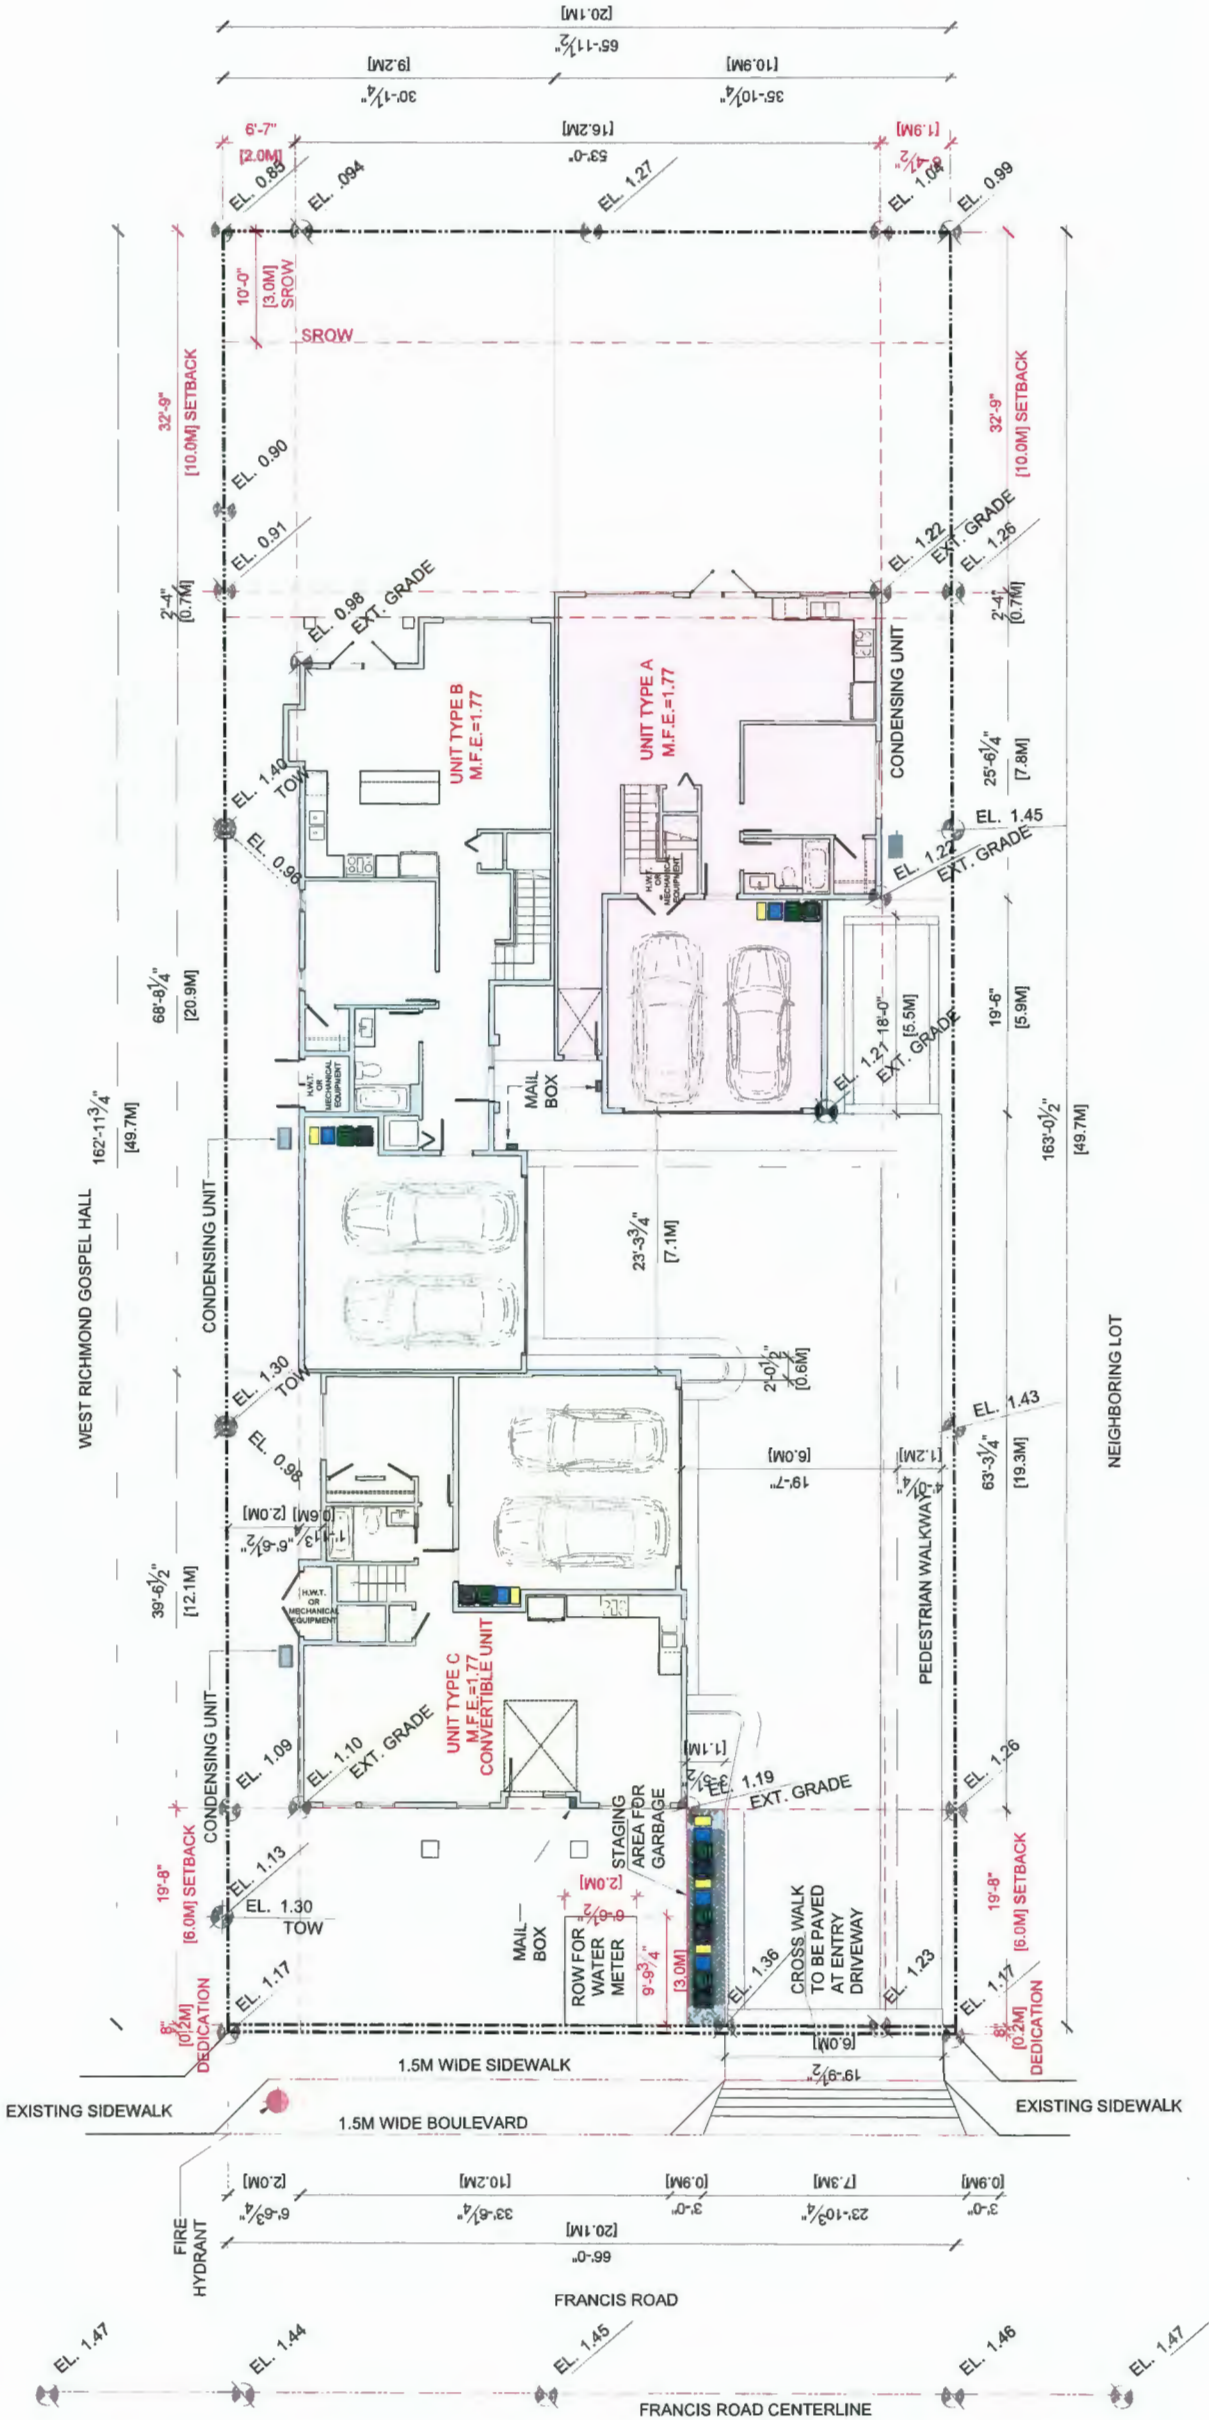 [20.1M]
65'-11½"
[9.2M]
[10.9M]
30'-1¼"
35'-10¼"
6'-7"
[2.0M]
[16.2M]
53'-0"
[1.9M]
EL. 0.85
EL. .094
EL. 1.27
EL. 1.04
EL. 0.99
10'-0"
[3.0M]
SROW
SROW
32'-9"
[10.0M] SETBACK
32'-9"
[10.0M] SETBACK
EL. 0.90
EL. 0.91
EL. 1.22
EXT. GRADE
EL. 1.26
2'-4"
[0.7M]
2'-4"
[0.7M]
EL. 0.98
EXT. GRADE
UNIT TYPE B
M.F.E.=1.77
UNIT TYPE A
M.F.E.=1.77
CONDENSING UNIT
25'-6¼"
[7.8M]
EL. 1.40
TOW
EL. 0.98
EL. 1.45
EL. 1.22
EXT. GRADE
H.W.T.
OR
MECHANICAL
EQUIPMENT
68'-8¼"
[20.9M]
18'-0"
[5.5M]
19'-6"
[5.9M]
EL. 1.21
EXT. GRADE
H.W.T.
OR
MECHANICAL
EQUIPMENT
MAIL
BOX
162'-11¾"
[49.7M]
163'-0½"
[49.7M]
WEST RICHMOND GOSPEL HALL
CONDENSING UNIT
23'-3¾"
[7.1M]
NEIGHBORING LOT
2'-0½"
[0.6M]
EL. 1.30
TOW
EL. 0.98
EL. 1.43
[6.0M]
19'-7"
[1.2M]
4'-0¼"
63'-3¼"
[19.3M]
[2.0M]
6'-6½"
[0.6M]
39'-6½"
[12.1M]
H.W.T.
OR
MECHANICAL
EQUIPMENT
PEDESTRIAN WALKWAY
UNIT TYPE C
M.F.E.=1.77
CONVERTIBLE UNIT
CONDENSING UNIT
EL. 1.09
EL. 1.10
EXT. GRADE
[1.1M]
3'-5½"
EL. 1.19
EXT. GRADE
EL. 1.26
19'-8"
[6.0M] SETBACK
19'-8"
[6.0M] SETBACK
EL. 1.13
EL. 1.30
TOW
STAGING
AREA FOR
GARBAGE
[2.0M]
6'-6½"
MAIL
BOX
ROW FOR
WATER
METER
9'-9¾"
[3.0M]
CROSS WALK
TO BE PAVED
AT ENTRY
DRIVEWAY
EL. 1.17
EL. 1.36
EL. 1.23
EL. 1.17
8"
[0.2M]
DEDICATION
8"
[0.2M]
DEDICATION
[6.0M]
19'-9½"
1.5M WIDE SIDEWALK
EXISTING SIDEWALK
1.5M WIDE BOULEVARD
EXISTING SIDEWALK
FIRE
HYDRANT
[2.0M]
6'-6¾"
[10.2M]
33'-6¼"
[0.9M]
3'-0"
[7.3M]
23'-10¾"
[0.9M]
3'-0"
[20.1M]
66'-0"
FRANCIS ROAD
EL. 1.47
EL. 1.44
EL. 1.45
EL. 1.46
EL. 1.47
FRANCIS ROAD CENTERLINE